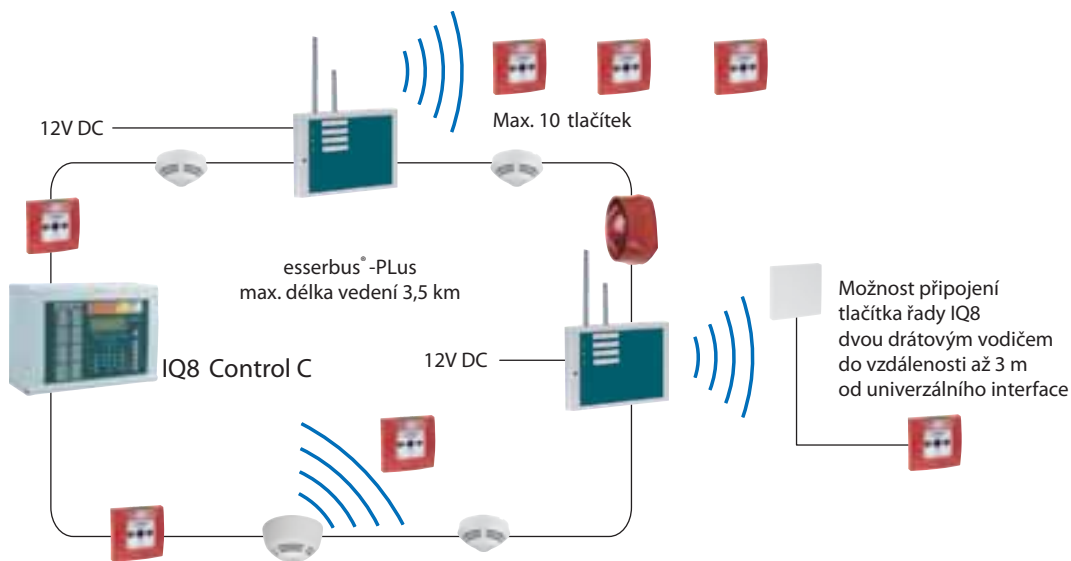 Max. 10 tlačítek
12V DC
esserbus®-PLus
max. délka vedení 3,5 km
IQ8 Control C
12V DC
Možnost připojení
tlačítka řady IQ8
dvou drátovým vodičem
do vzdálenosti až 3 m
od univerzálního interface